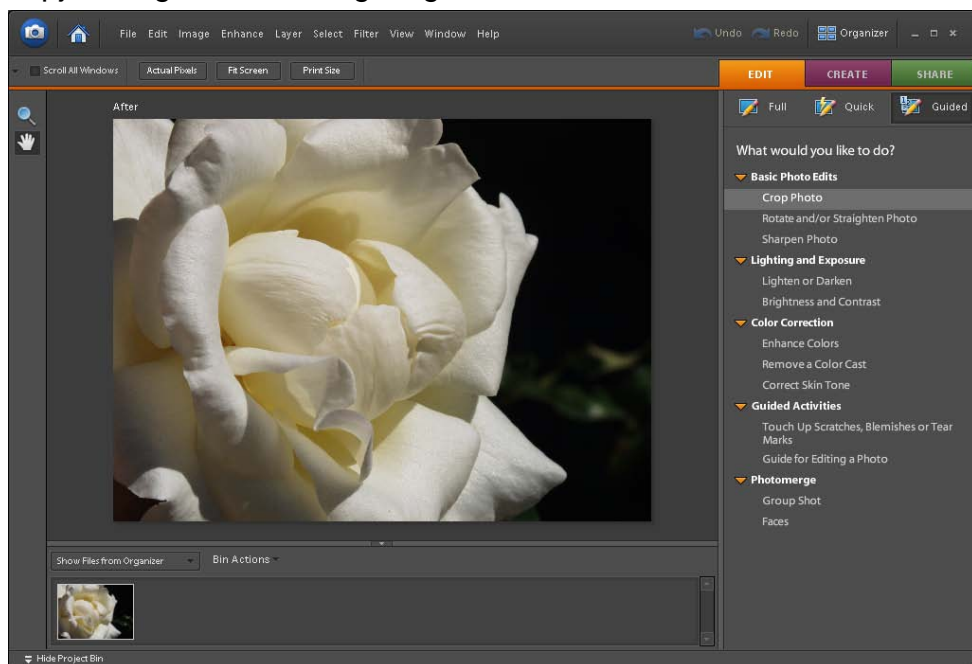 File Edit Image Enhance Layer Select Filter View Window Help
Undo Redo Organizer
Scroll All Windows Actual Pixels Fit Screen Print Size
EDIT CREATE SHARE
Full Quick Guided
After
What would you like to do?
Basic Photo Edits
Crop Photo
Rotate and/or Straighten Photo
Sharpen Photo
Lighting and Exposure
Lighten or Darken
Brightness and Contrast
Color Correction
Enhance Colors
Remove a Color Cast
Correct Skin Tone
Guided Activities
Touch Up Scratches, Blemishes or Tear
Marks
Guide for Editing a Photo
Photomerge
Group Shot
Faces
Show Files from Organizer Bin Actions
Hide Project Bin